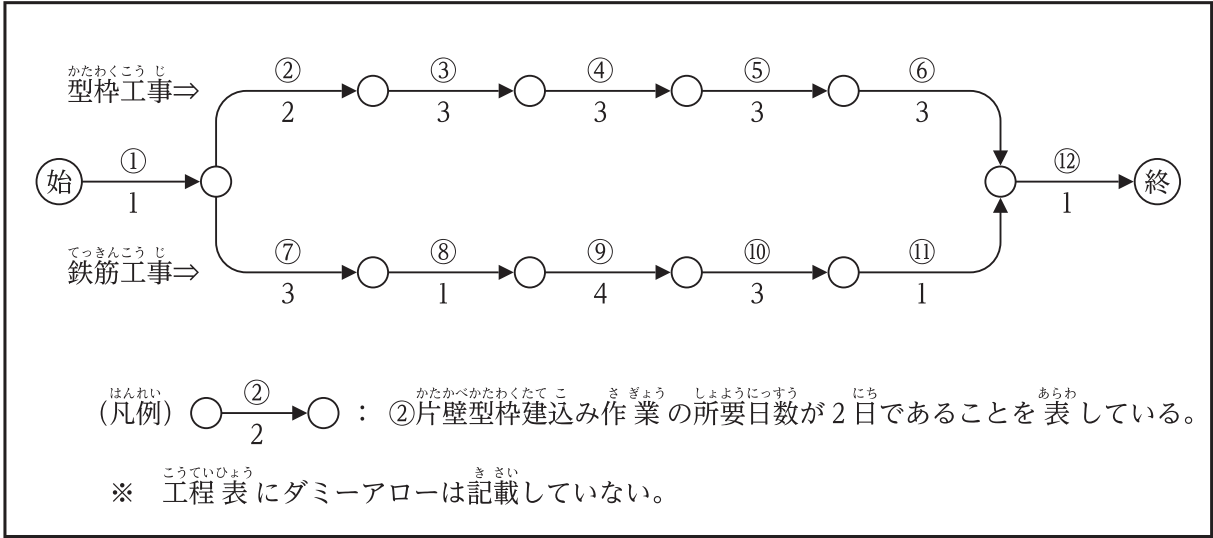 かたわくこうじ
型枠工事⇒
② ③ ④ ⑤ ⑥
2 3 3 3 3
始 ① ⑫ 終
1 1
てっきんこうじ
鉄筋工事⇒
⑦ ⑧ ⑨ ⑩ ⑪
3 1 4 3 1
はんれい ② かたかべかたわくたて こ さ ぎょう しょようにっすう にち あらわ
(凡例) 2 : ②片壁型枠建込み作業の所要日数が2日であることを表している。
こうていひょう き さい
※ 工程表にダミーアローは記載していない。